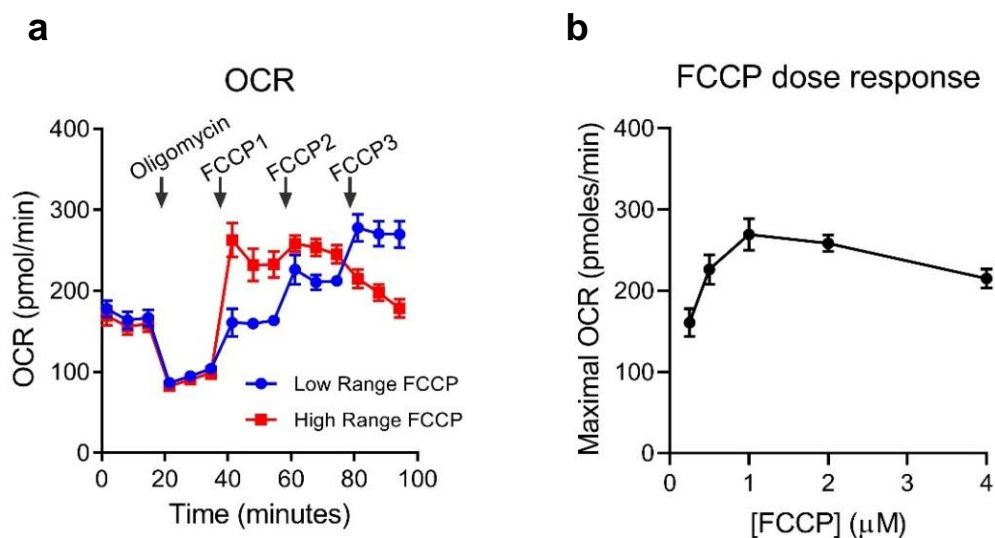 a
OCR
OCR (pmol/min)
400
300
200
100
0
Oligomycin
FCCP1
FCCP2
FCCP3
Low Range FCCP
High Range FCCP
0 20 40 60 80 100
Time (minutes)
b
FCCP dose response
Maximal OCR (pmoles/min)
400
300
200
100
0
0 1 2 3 4
[FCCP] (μM)